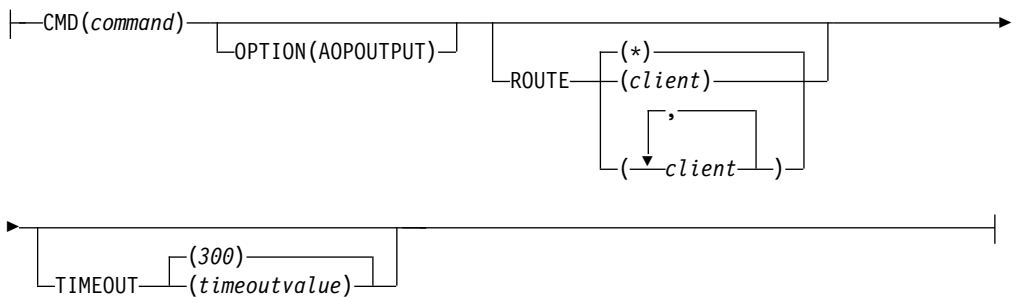 CMD(command)
OPTION(AOPOUTPUT)
ROUTE
(*)
(client)
,
(client)
TIMEOUT
(300)
(timeoutvalue)